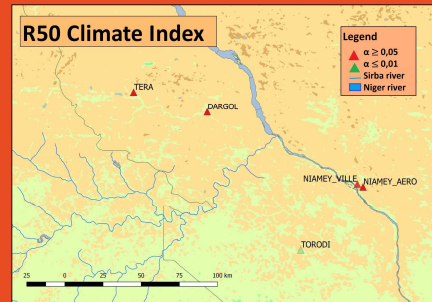 R50 Climate Index
Legend
α ≥ 0,05
α ≤ 0,01
Sirba river
Niger river
TERA
DARGOL
NIAMEY_VILLE
NIAMEY_AERO
TORODI
25 0 25 50 75 100 km